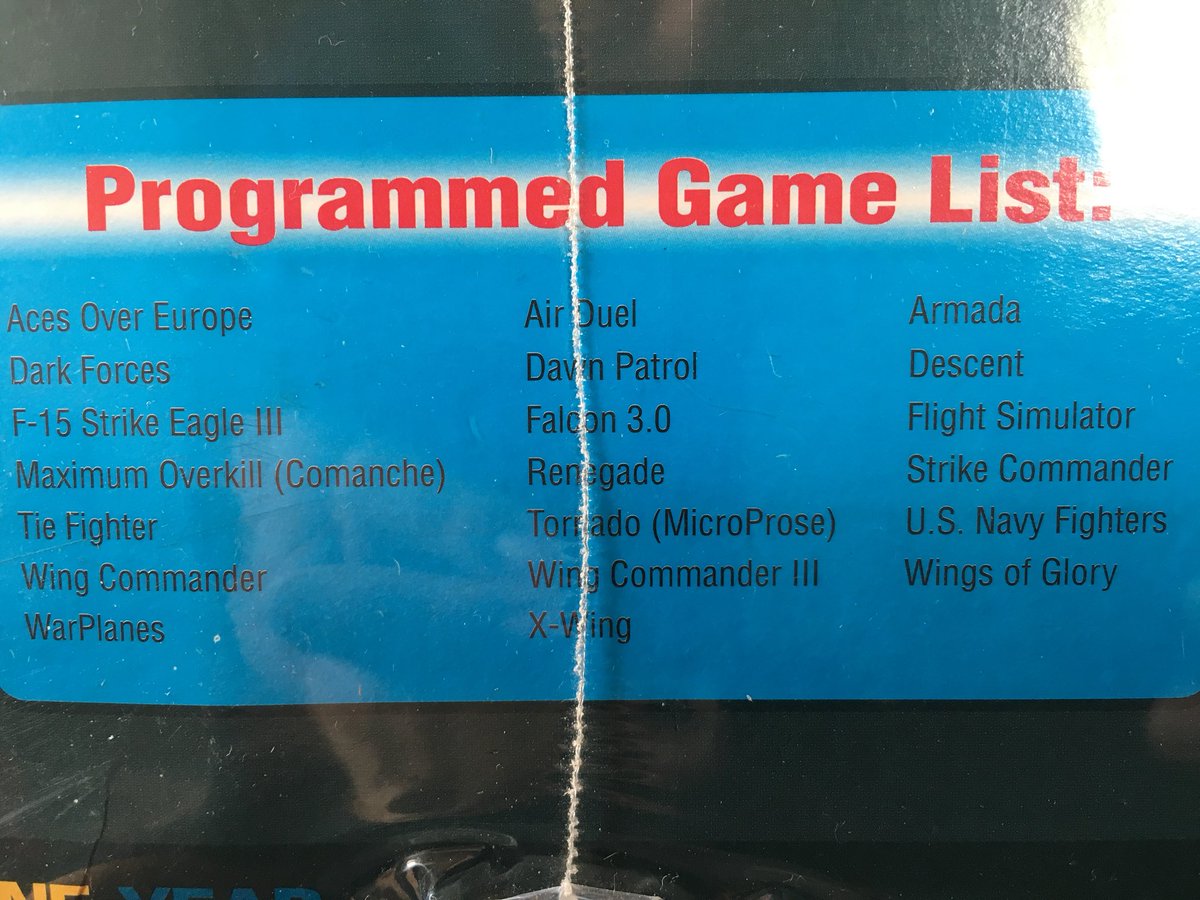 Programmed Game List:
Aces Over Europe
Dark Forces
F-15 Strike Eagle III
Maximum Overkill (Comanche)
Tie Fighter
Wing Commander
WarPlanes
Air Duel
Dawn Patrol
Falcon 3.0
Renegade
Tornado (MicroProse)
Wing Commander III
X-Wing
Armada
Descent
Flight Simulator
Strike Commander
U.S. Navy Fighters
Wings of Glory
YEAR